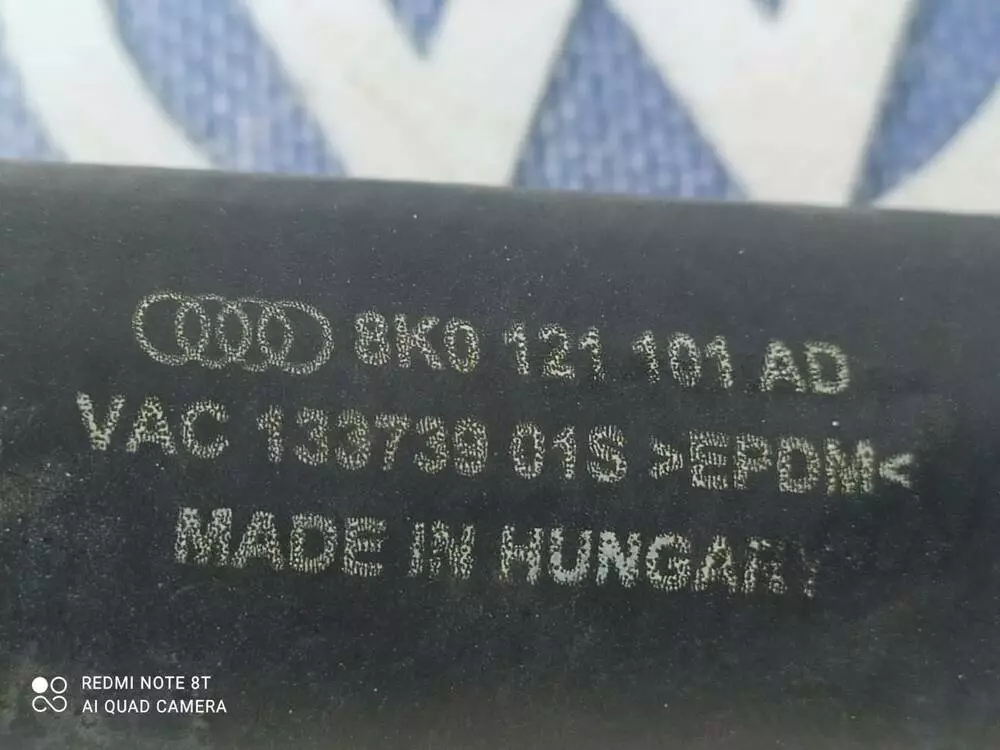 8K0 121 101 AD
VAC 133739 01S >EPDM<
MADE IN HUNGARY
REDMI NOTE 8T
AI QUAD CAMERA